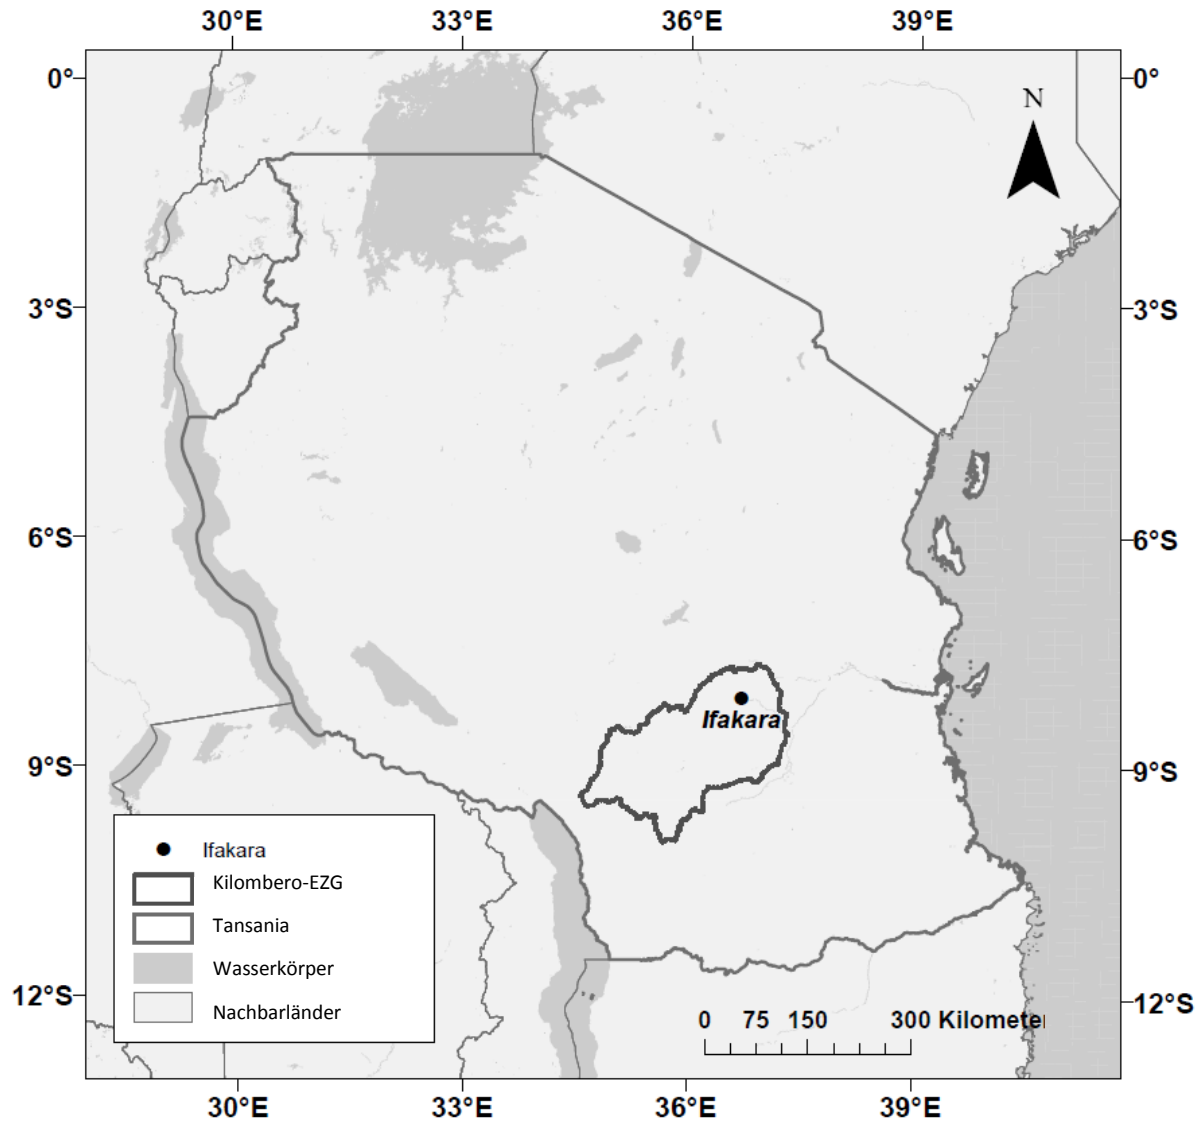 30°E 33°E 36°E 39°E
0° 0°
N
3°S 3°S
6°S 6°S
Ifakara
9°S 9°S
Ifakara
Kilombero-EZG
Tansania
Wasserkörper
Nachbarländer
12°S 12°S
0 75 150 300 Kilometer
30°E 33°E 36°E 39°E